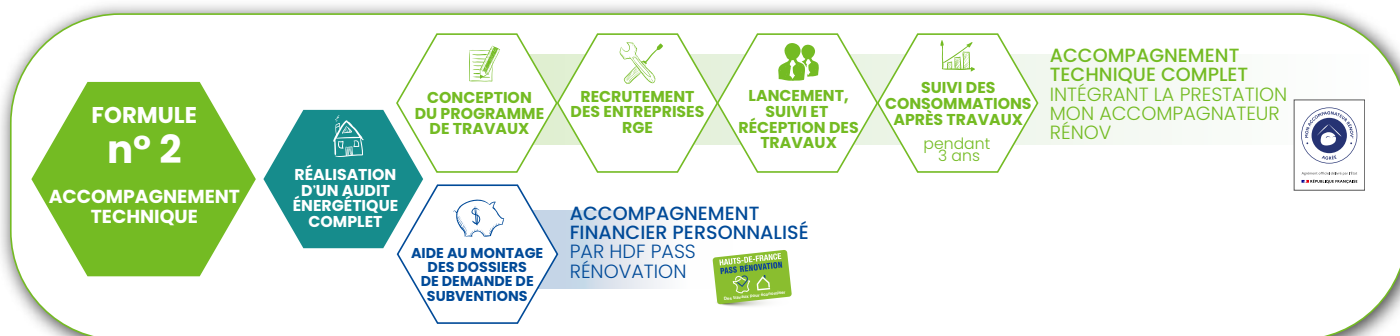 FORMULE
n° 2
ACCOMPAGNEMENT
TECHNIQUE
RÉALISATION
D'UN AUDIT
ÉNERGÉTIQUE
COMPLET
CONCEPTION
DU PROGRAMME
DE TRAVAUX
RECRUTEMENT
DES ENTREPRISES
RGE
LANCEMENT,
SUIVI ET
RÉCEPTION DES
TRAVAUX
SUIVI DES
CONSOMMATIONS
APRÈS TRAVAUX
pendant
3 ans
ACCOMPAGNEMENT
TECHNIQUE COMPLET
INTÉGRANT LA PRESTATION
MON ACCOMPAGNATEUR
RÉNOV
MON ACCOMPAGNATEUR RÉNOV'
AGRÉÉ
RÉPUBLIQUE FRANÇAISE
$
AIDE AU MONTAGE
DES DOSSIERS
DE DEMANDE DE
SUBVENTIONS
ACCOMPAGNEMENT
FINANCIER PERSONNALISÉ
PAR HDF PASS
RÉNOVATION
HAUTS-DE-FRANCE
PASS RÉNOVATION